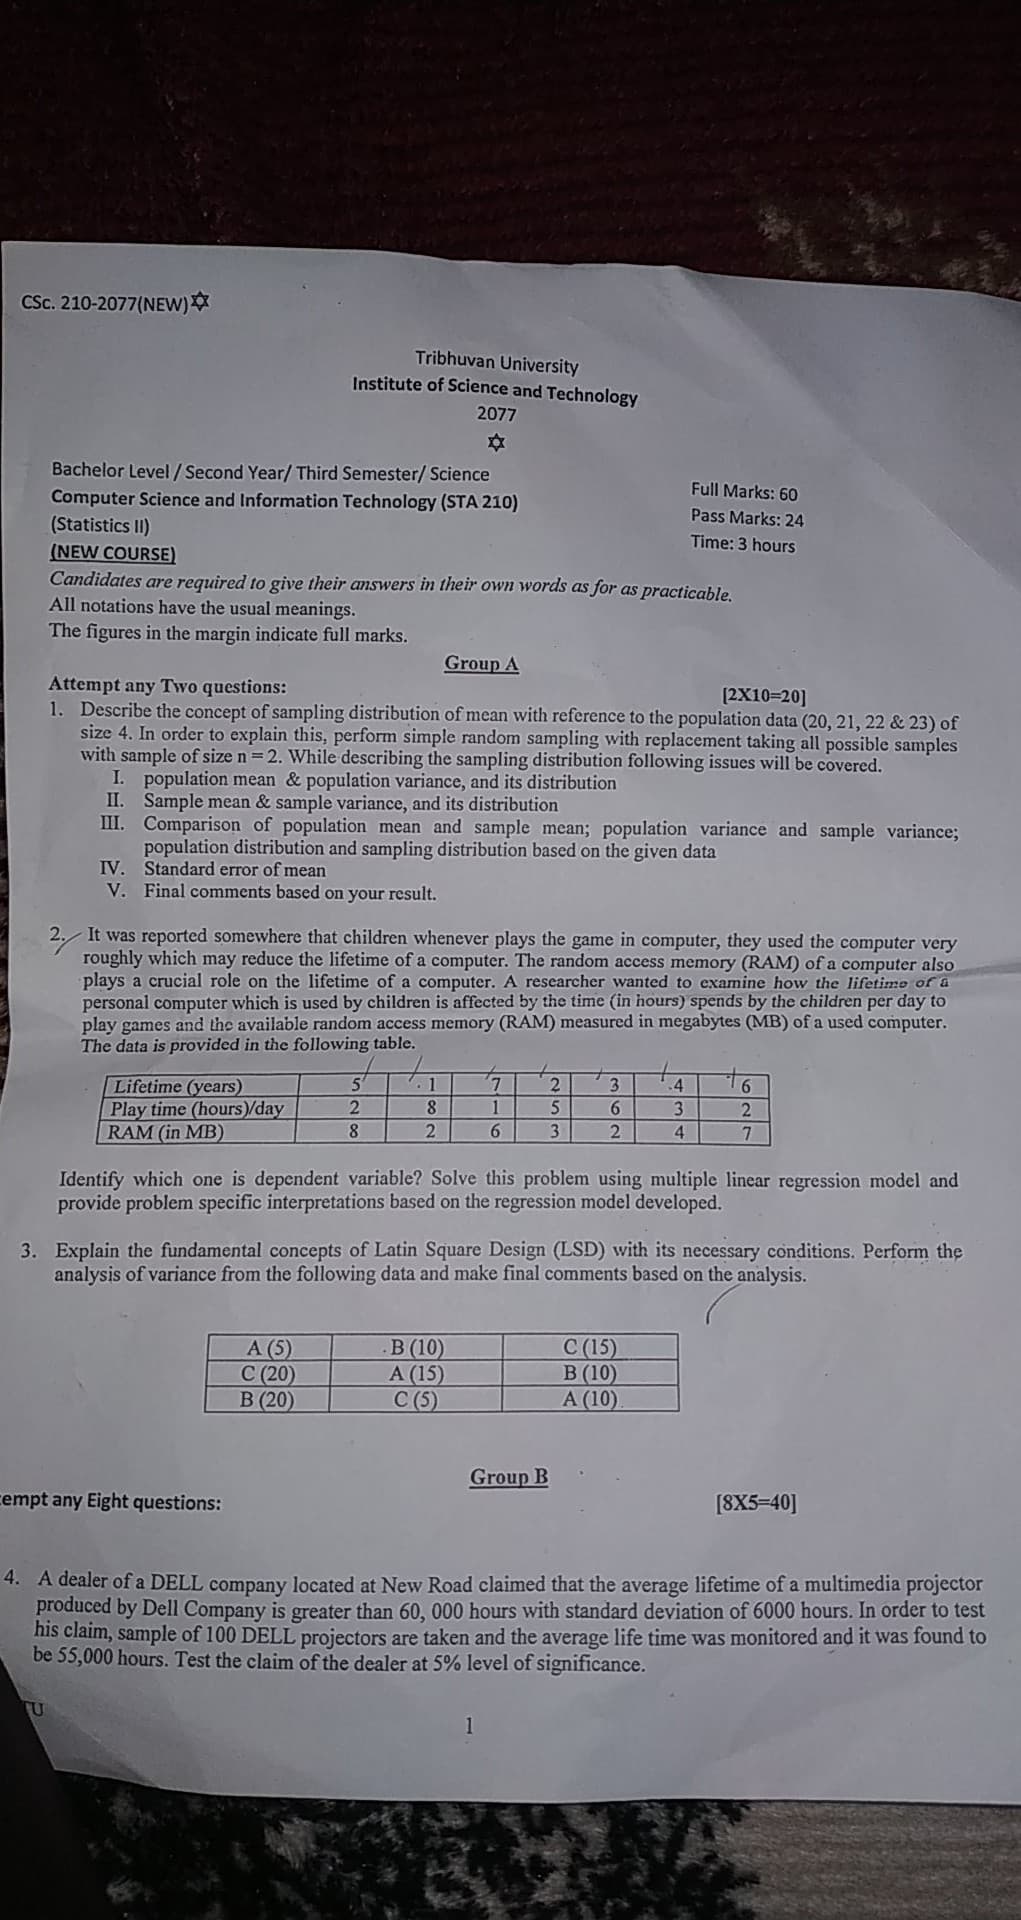 CSc. 210-2077(NEW)✡
Tribhuvan University
Institute of Science and Technology
2077
✡
Bachelor Level / Second Year/ Third Semester/ Science
Full Marks: 60
Computer Science and Information Technology (STA 210)
Pass Marks: 24
(Statistics II)
Time: 3 hours
(NEW COURSE)
Candidates are required to give their answers in their own words as for as practicable.
All notations have the usual meanings.
The figures in the margin indicate full marks.
Group A
Attempt any Two questions: [2X10=20]
1. Describe the concept of sampling distribution of mean with reference to the population data (20, 21, 22 & 23) of
size 4. In order to explain this, perform simple random sampling with replacement taking all possible samples
with sample of size n = 2. While describing the sampling distribution following issues will be covered.
I. population mean & population variance, and its distribution
II. Sample mean & sample variance, and its distribution
III. Comparison of population mean and sample mean; population variance and sample variance;
population distribution and sampling distribution based on the given data
IV. Standard error of mean
V. Final comments based on your result.
2. It was reported somewhere that children whenever plays the game in computer, they used the computer very
roughly which may reduce the lifetime of a computer. The random access memory (RAM) of a computer also
plays a crucial role on the lifetime of a computer. A researcher wanted to examine how the lifetime of a
personal computer which is used by children is affected by the time (in hours) spends by the children per day to
play games and the available random access memory (RAM) measured in megabytes (MB) of a used computer.
The data is provided in the following table.
Lifetime (years) 5 1 7 2 3 4 6
Play time (hours)/day 2 8 1 5 6 3 2
RAM (in MB) 8 2 6 3 2 4 7
Identify which one is dependent variable? Solve this problem using multiple linear regression model and
provide problem specific interpretations based on the regression model developed.
3. Explain the fundamental concepts of Latin Square Design (LSD) with its necessary conditions. Perform the
analysis of variance from the following data and make final comments based on the analysis.
A (5) B (10) C (15)
C (20) A (15) B (10)
B (20) C (5) A (10)
Group B
empt any Eight questions: [8X5=40]
4. A dealer of a DELL company located at New Road claimed that the average lifetime of a multimedia projector
produced by Dell Company is greater than 60, 000 hours with standard deviation of 6000 hours. In order to test
his claim, sample of 100 DELL projectors are taken and the average life time was monitored and it was found to
be 55,000 hours. Test the claim of the dealer at 5% level of significance.
TU
1